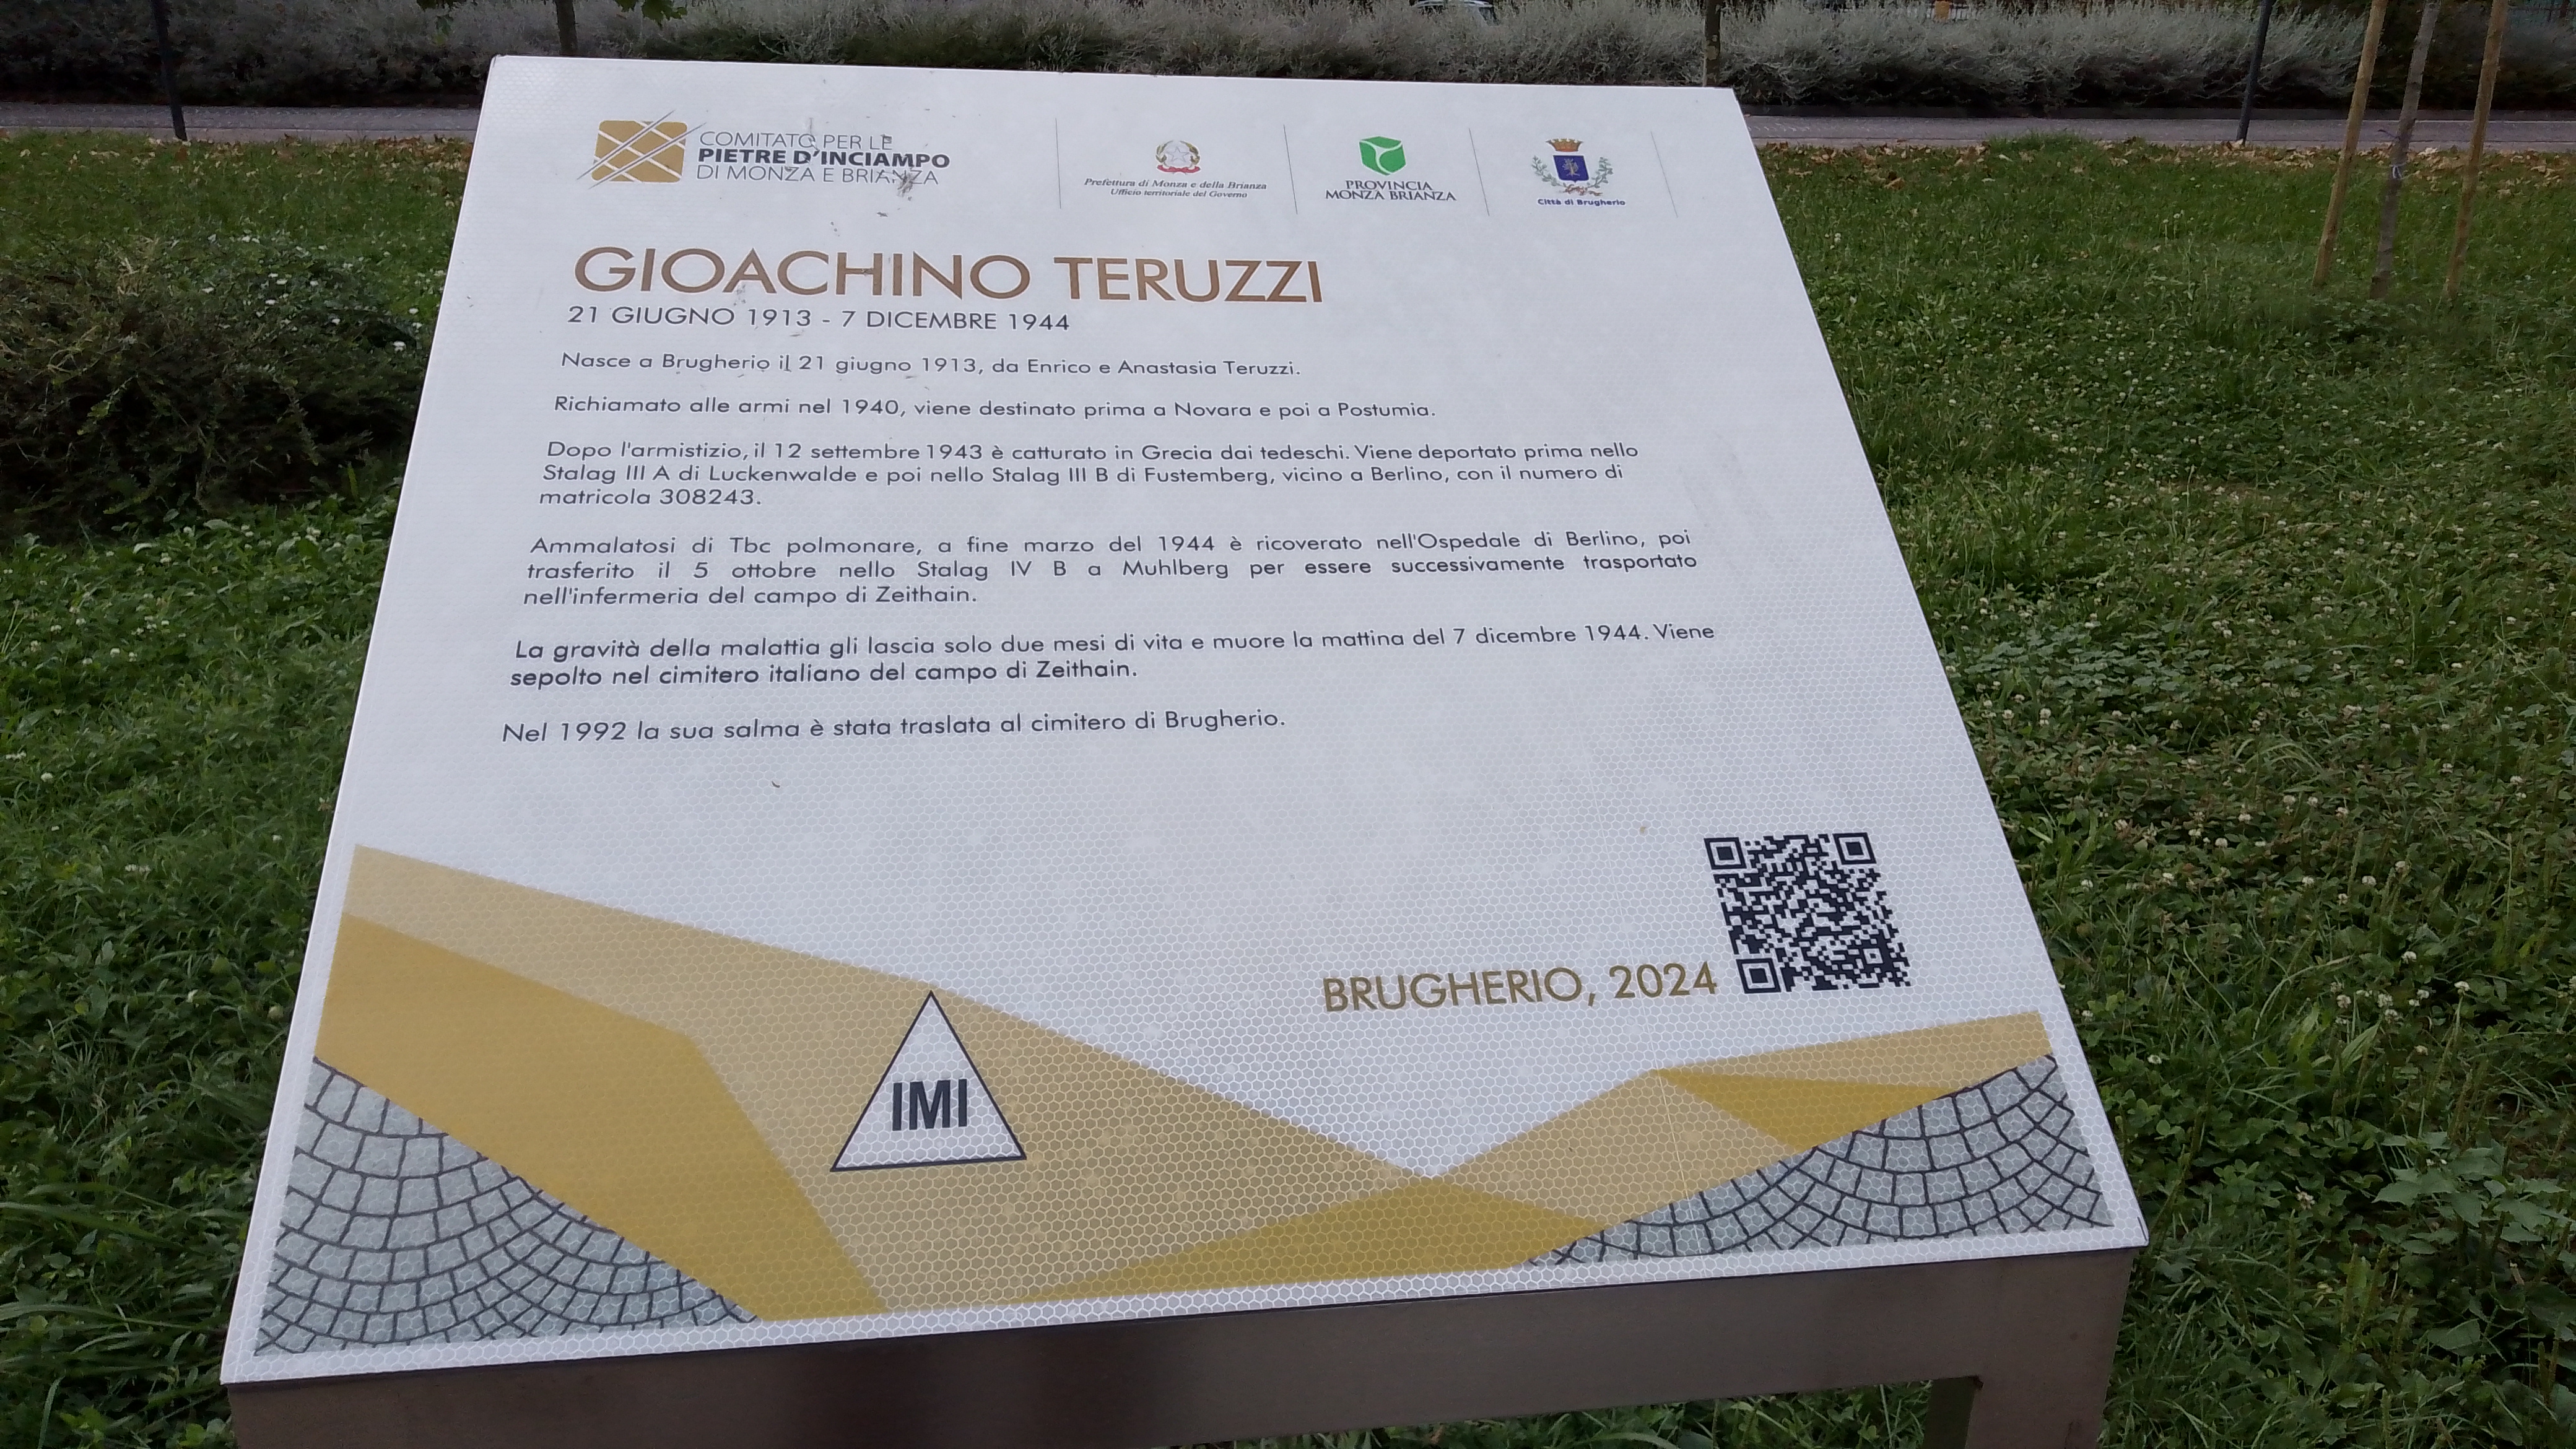 COMITATO PER LE
PIETRE D'INCIAMPO
DI MONZA E BRIANZA
Prefettura di Monza e della Brianza
Ufficio territoriale del Governo
PROVINCIA
MONZA BRIANZA
Città di Brugherio
GIOACHINO TERUZZI
21 GIUGNO 1913 - 7 DICEMBRE 1944
Nasce a Brugherio il 21 giugno 1913, da Enrico e Anastasia Teruzzi.
Richiamato alle armi nel 1940, viene destinato prima a Novara e poi a Postumia.
Dopo l'armistizio, il 12 settembre 1943 è catturato in Grecia dai tedeschi. Viene deportato prima nello
Stalag III A di Luckenwalde e poi nello Stalag III B di Fustemberg, vicino a Berlino, con il numero di
matricola 308243.
Ammalatosi di Tbc polmonare, a fine marzo del 1944 è ricoverato nell'Ospedale di Berlino, poi
trasferito il 5 ottobre nello Stalag IV B a Muhlberg per essere successivamente trasportato
nell'infermeria del campo di Zeithain.
La gravità della malattia gli lascia solo due mesi di vita e muore la mattina del 7 dicembre 1944. Viene
sepolto nel cimitero italiano del campo di Zeithain.
Nel 1992 la sua salma è stata traslata al cimitero di Brugherio.
BRUGHERIO, 2024
IMI